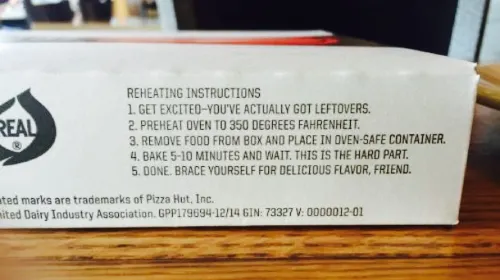 REAL
®
REHEATING INSTRUCTIONS
1. GET EXCITED—YOU'VE ACTUALLY GOT LEFTOVERS.
2. PREHEAT OVEN TO 350 DEGREES FAHRENHEIT.
3. REMOVE FOOD FROM BOX AND PLACE IN OVEN-SAFE CONTAINER.
4. BAKE 5-10 MINUTES AND WAIT. THIS IS THE HARD PART.
5. DONE. BRACE YOURSELF FOR DELICIOUS FLAVOR, FRIEND.
ated marks are trademarks of Pizza Hut, Inc.
nited Dairy Industry Association. GPP179694-12/14 GIN: 73327 V: 0000012-01